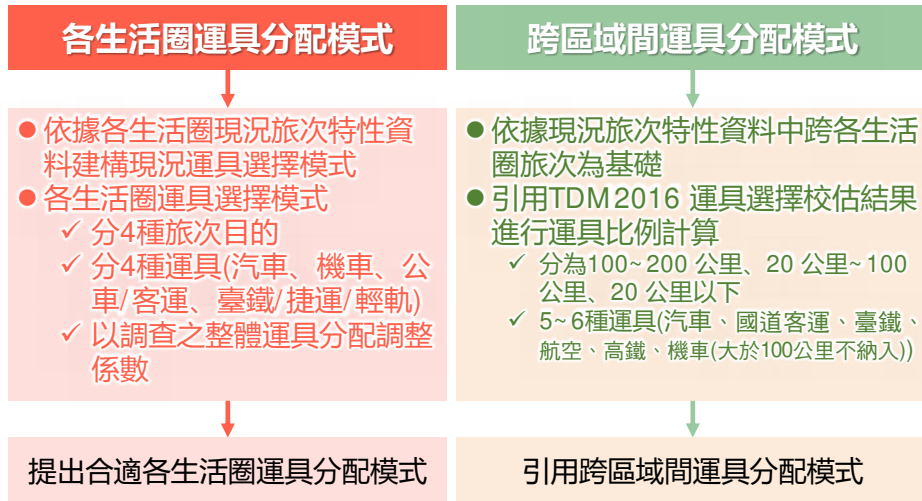 各生活圈運具分配模式
● 依據各生活圈現況旅次特性資
料建構現況運具選擇模式
● 各生活圈運具選擇模式
✓ 分4種旅次目的
✓ 分4種運具(汽車、機車、公
車/客運、臺鐵/捷運/輕軌)
✓ 以調查之整體運具分配調整
係數
提出合適各生活圈運具分配模式
跨區域間運具分配模式
● 依據現況旅次特性資料中跨各生活
圈旅次為基礎
● 引用TDM2016 運具選擇校估結果
進行運具比例計算
✓ 分為100~200 公里、20 公里~100
公里、20 公里以下
✓ 5~6種運具(汽車、國道客運、臺鐵、
航空、高鐵、機車(大於100公里不納入))
引用跨區域間運具分配模式